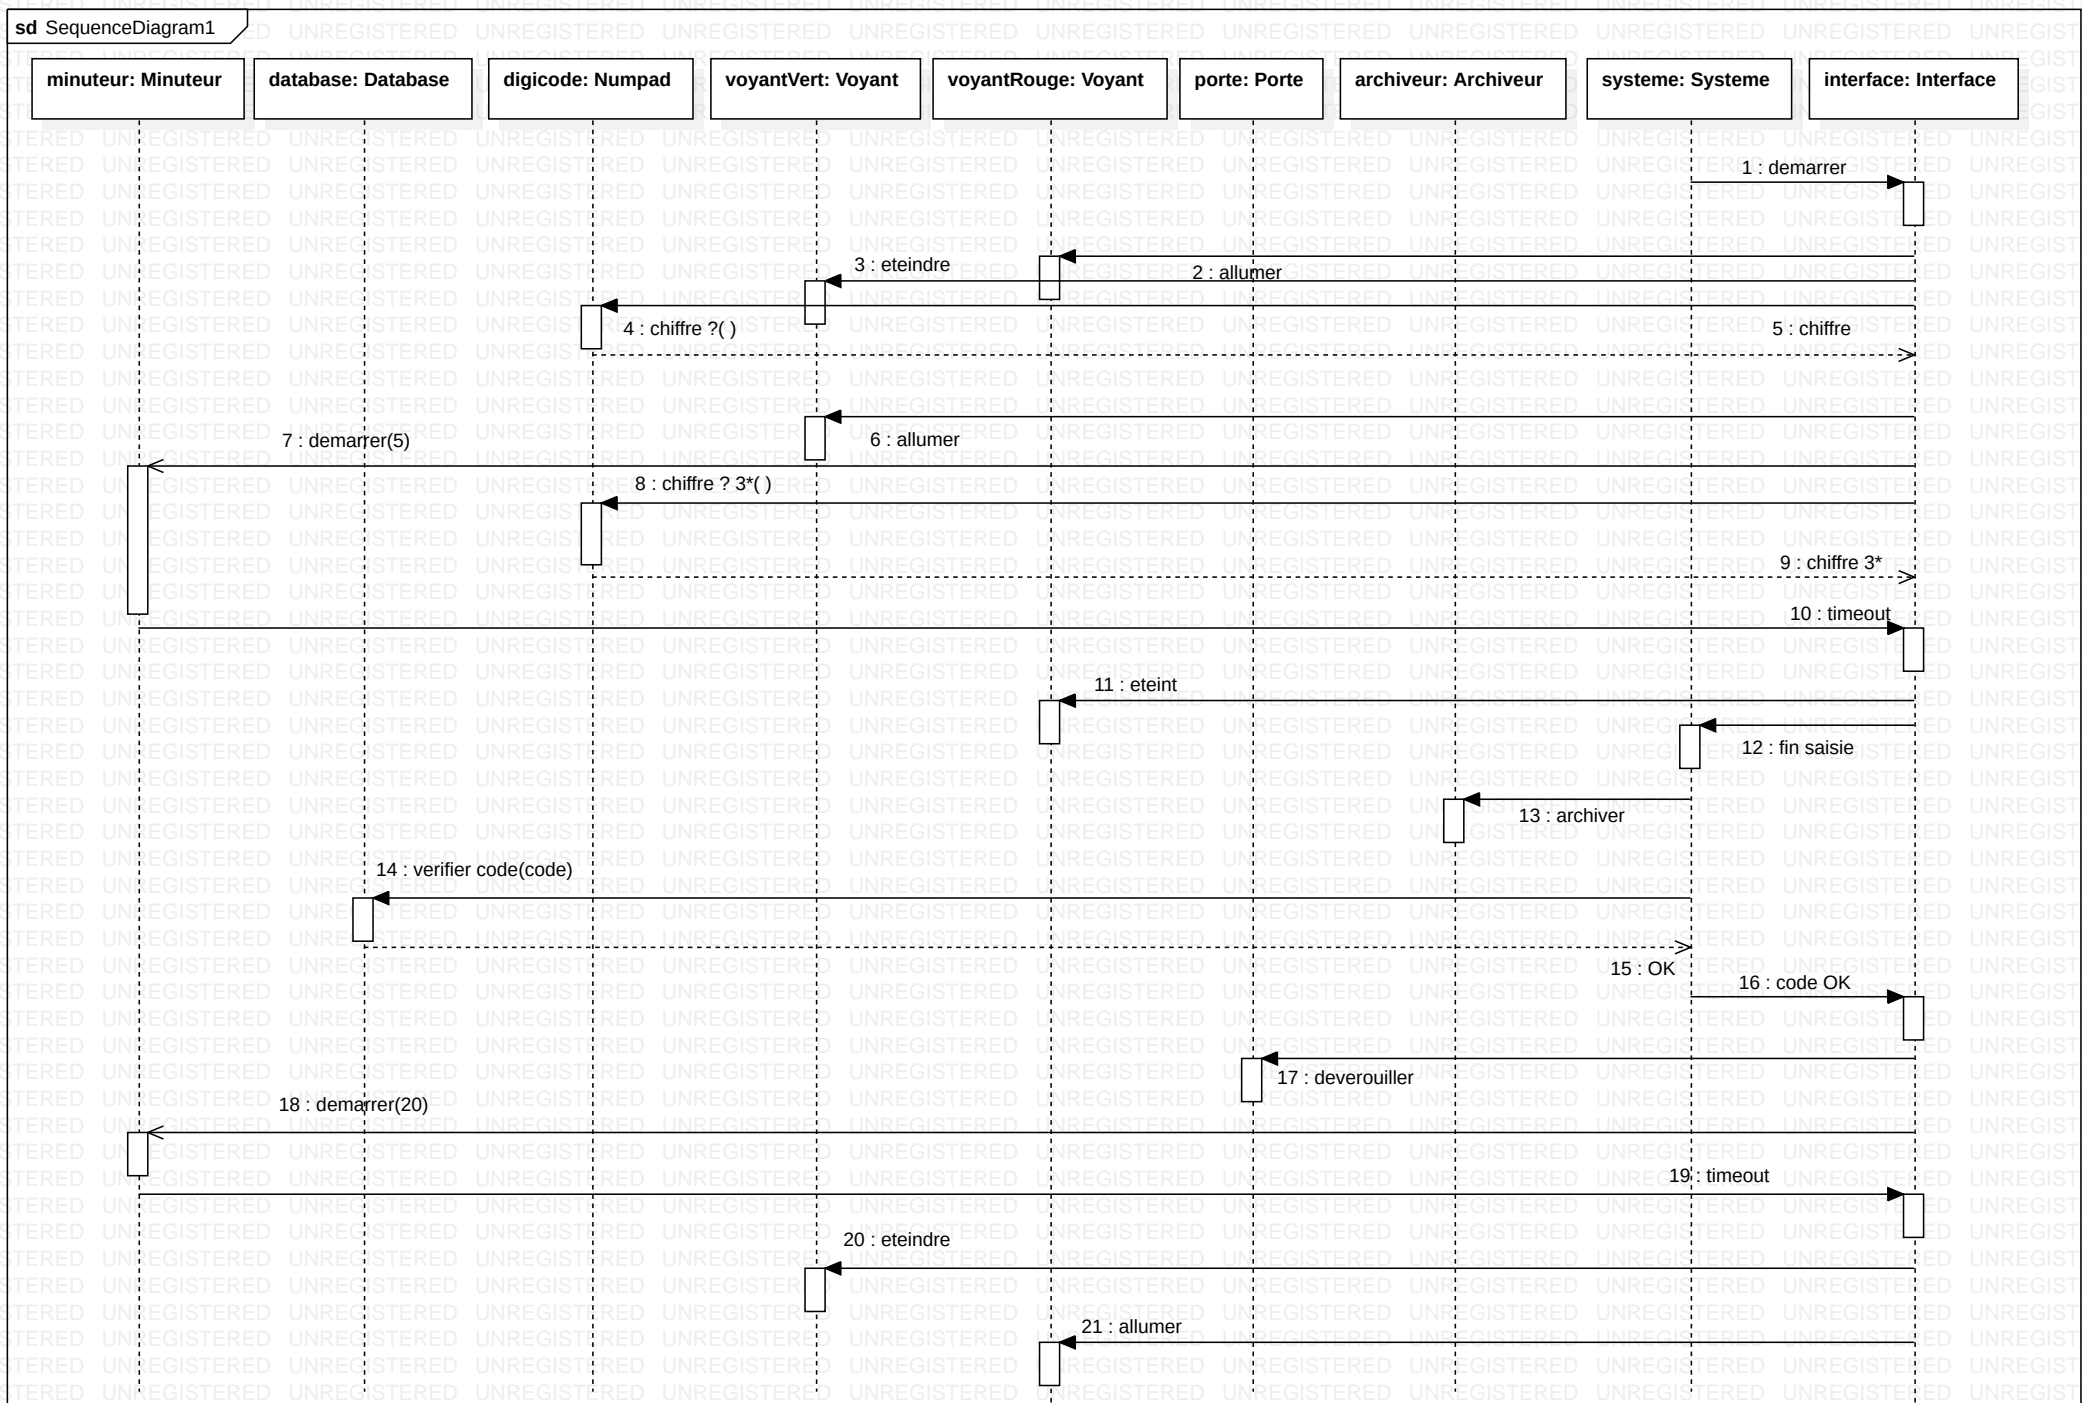 sd SequenceDiagram1
minuteur: Minuteur
database: Database
digicode: Numpad
voyantVert: Voyant
voyantRouge: Voyant
porte: Porte
archiveur: Archiveur
systeme: Systeme
interface: Interface
1 : demarrer
2 : allumer
3 : eteindre
4 : chiffre ?( )
5 : chiffre
6 : allumer
7 : demarrer(5)
8 : chiffre ? 3*( )
9 : chiffre 3*
10 : timeout
11 : eteint
12 : fin saisie
13 : archiver
14 : verifier code(code)
15 : OK
16 : code OK
17 : deverouiller
18 : demarrer(20)
19 : timeout
20 : eteindre
21 : allumer
UNREGISTERED